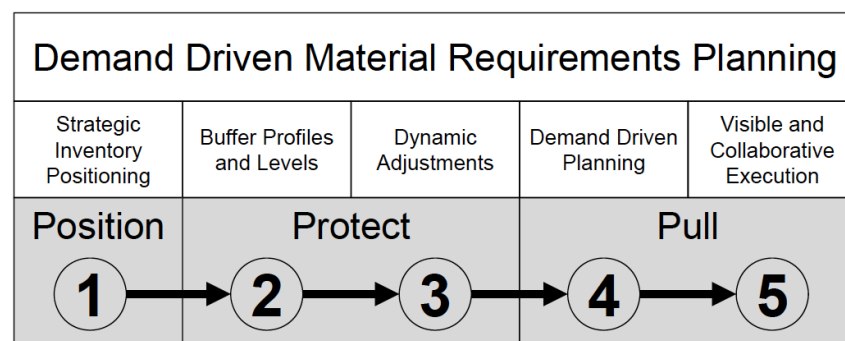 Demand Driven Material Requirements Planning
Strategic
Inventory
Positioning
Buffer Profiles
and Levels
Dynamic
Adjustments
Demand Driven
Planning
Visible and
Collaborative
Execution
Position
Protect
Pull
1
2
3
4
5